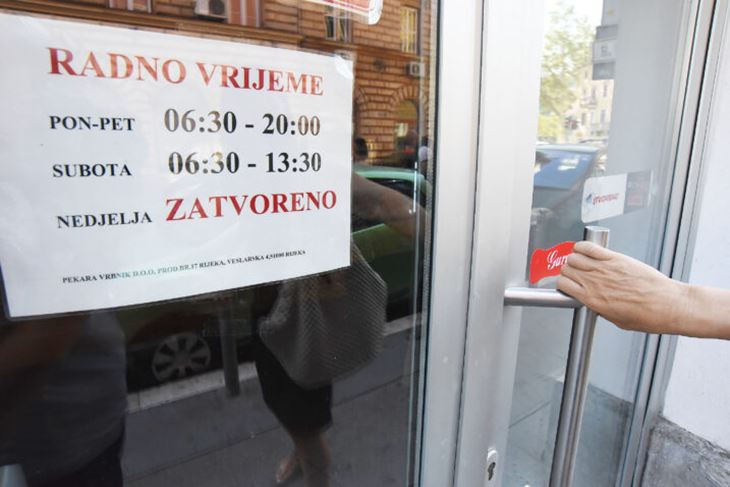 RADNO VRIJEME
PON-PET 06:30 - 20:00
SUBOTA 06:30 - 13:30
NEDJELJA ZATVORENO
PEKARA VRBNIK D.O.O, PROD.BR.17 RIJEKA, VESLARSKA 4,51000 RIJEKA